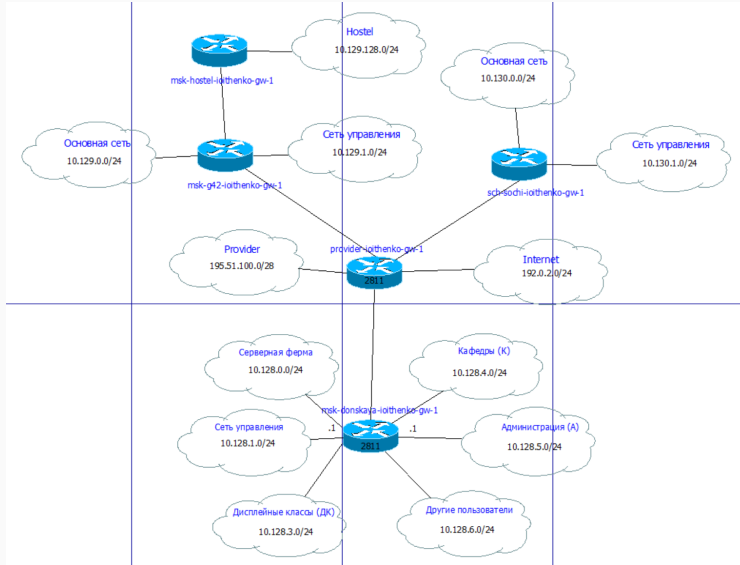 Hostel
10.129.128.0/24
msk-hostel-ioithenko-gw-1
Основная сеть
10.130.0.0/24
Основная сеть
10.129.0.0/24
Сеть управления
10.129.1.0/24
Сеть управления
10.130.1.0/24
msk-g42-ioithenko-gw-1
sch-sochi-ioithenko-gw-1
Provider
195.51.100.0/28
provider-ioithenko-gw-1
2811
Internet
192.0.2.0/24
Серверная ферма
10.128.0.0/24
Кафедры (К)
10.128.4.0/24
msk-donskaya-ioithenko-gw-1
Сеть управления
10.128.1.0/24
.1
.1
2811
Администрация (А)
10.128.5.0/24
Дисплейные классы (ДК)
10.128.3.0/24
Другие пользователи
10.128.6.0/24